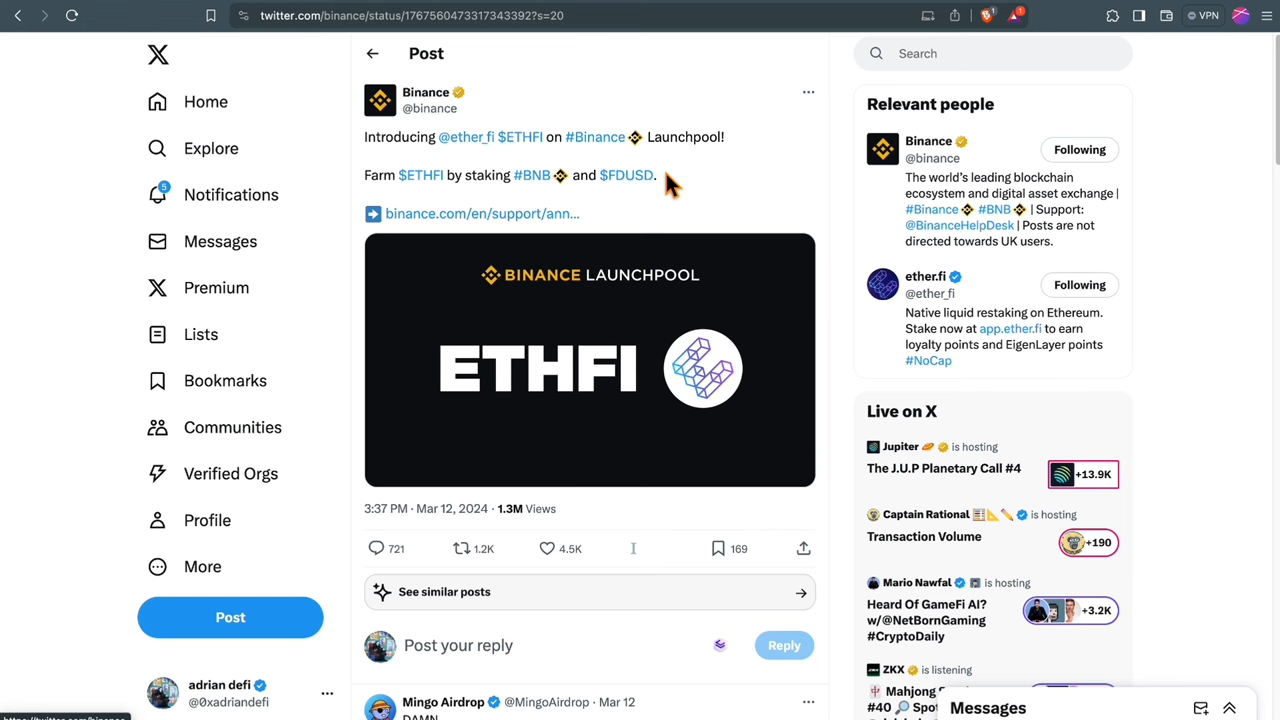 twitter.com/binance/status/1767560473317343392?s=20
1
VPN
Home
Explore
5
Notifications
Messages
Premium
Lists
Bookmarks
Communities
Verified Orgs
Profile
More
Post
adrian defi
@0xadriandefi
Post
Binance
@binance
Introducing @ether_fi $ETHFI on #Binance Launchpool!
Farm $ETHFI by staking #BNB and $FDUSD.
binance.com/en/support/ann...
BINANCE LAUNCHPOOL
ETHFI
3:37 PM · Mar 12, 2024 · 1.3M Views
721
1.2K
4.5K
169
See similar posts
Post your reply
Reply
Mingo Airdrop @MingoAirdrop · Mar 12
DAMN
Search
Relevant people
Binance
@binance
Following
The world's leading blockchain
ecosystem and digital asset exchange |
#Binance #BNB | Support:
@BinanceHelpDesk | Posts are not
directed towards UK users.
ether.fi
@ether_fi
Following
Native liquid restaking on Ethereum.
Stake now at app.ether.fi to earn
loyalty points and EigenLayer points
#NoCap
Live on X
Jupiter is hosting
The J.U.P Planetary Call #4
+13.9K
Captain Rational is hosting
Transaction Volume
+190
Mario Nawfal is hosting
Heard Of GameFi AI?
w/@NetBornGaming
#CryptoDaily
+3.2K
ZKX is listening
Mahjong
#40 Spot
Messages